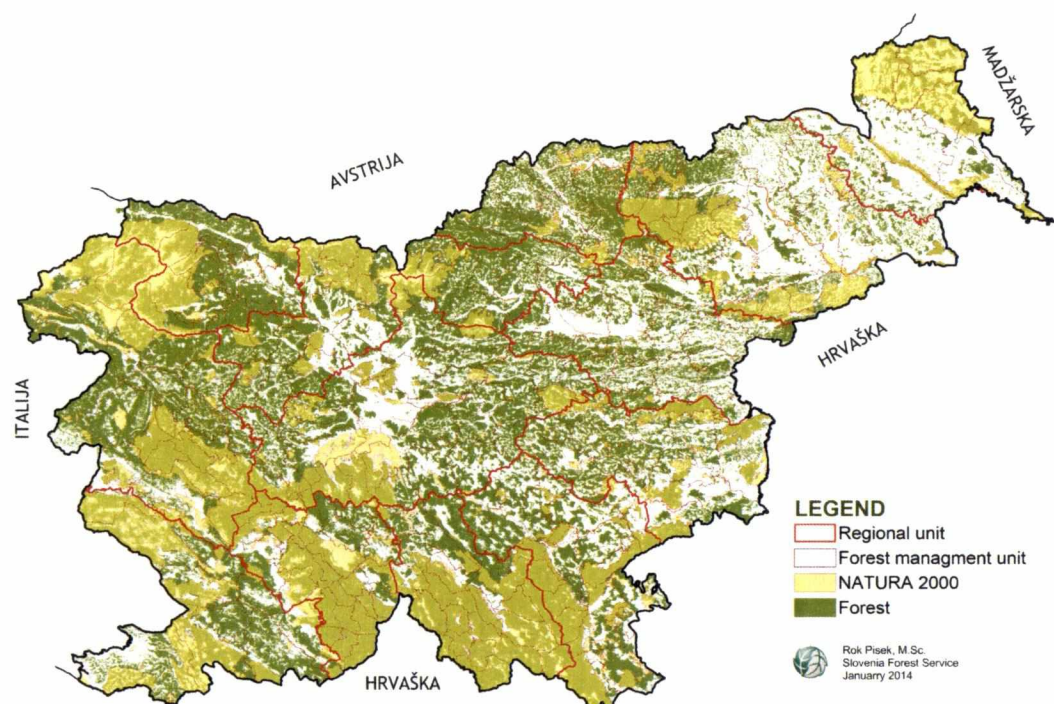 MADŽARSKA
AVSTRIJA
HRVAŠKA
ITALIJA
HRVAŠKA
LEGEND
Regional unit
Forest managment unit
NATURA 2000
Forest
Rok Pisek, M.Sc.
Slovenia Forest Service
Januarry 2014